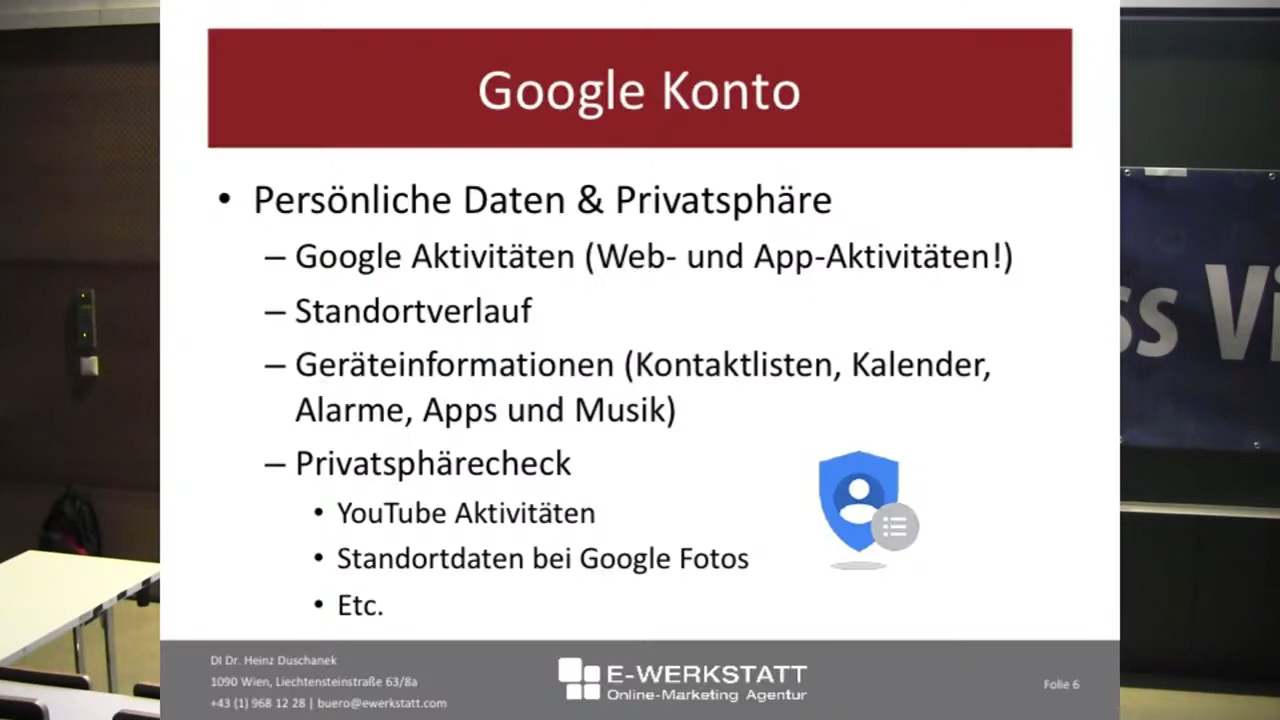 Google Konto
• Persönliche Daten & Privatsphäre
– Google Aktivitäten (Web- und App-Aktivitäten!)
– Standortverlauf
– Geräteinformationen (Kontaktlisten, Kalender,
Alarme, Apps und Musik)
– Privatsphärecheck
• YouTube Aktivitäten
• Standortdaten bei Google Fotos
• Etc.
ss Vi
DI Dr. Heinz Duschanek
1090 Wien, Liechtensteinstraße 63/8a
+43 (1) 968 12 28 | buero@ewerkstatt.com
E-WERKSTATT
Online-Marketing Agentur
Folie 6